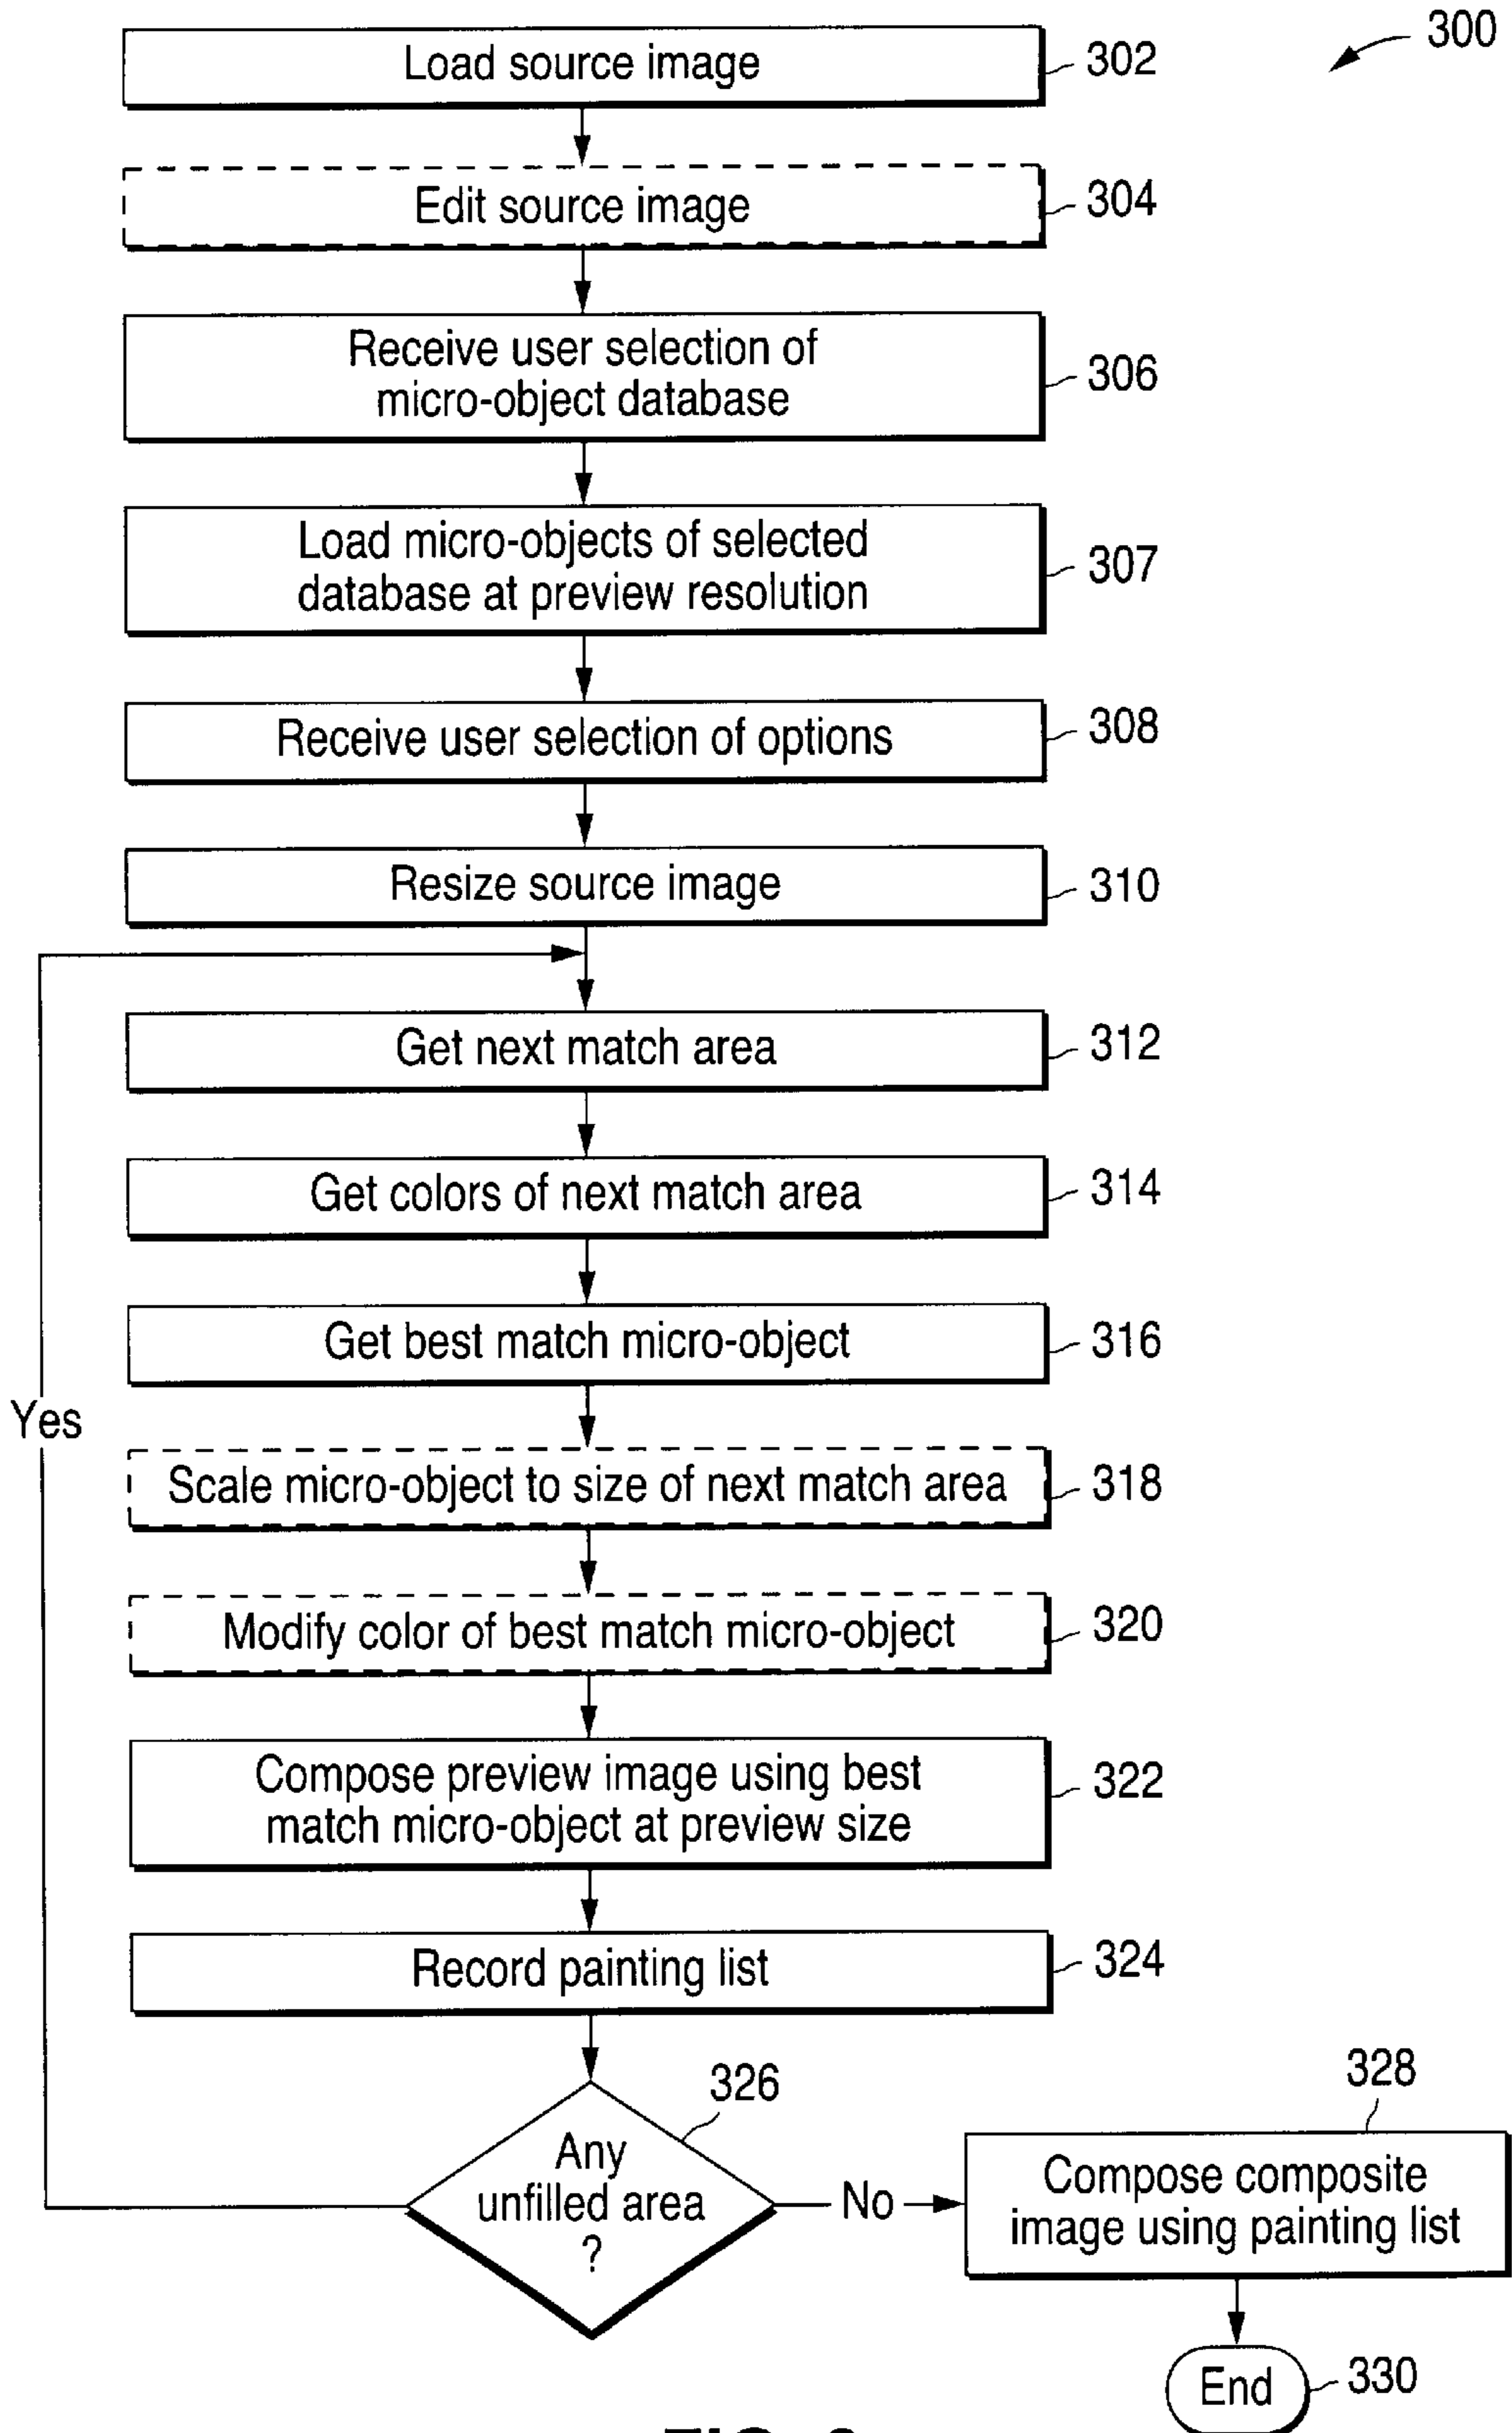 300
Load source image
302
Edit source image
304
Receive user selection of
micro-object database
306
Load micro-objects of selected
database at preview resolution
307
Receive user selection of options
308
Resize source image
310
Get next match area
312
Get colors of next match area
314
Get best match micro-object
316
Yes
Scale micro-object to size of next match area
318
Modify color of best match micro-object
320
Compose preview image using best
match micro-object at preview size
322
Record painting list
324
326
Any
unfilled area
?
No
328
Compose composite
image using painting list
End
330